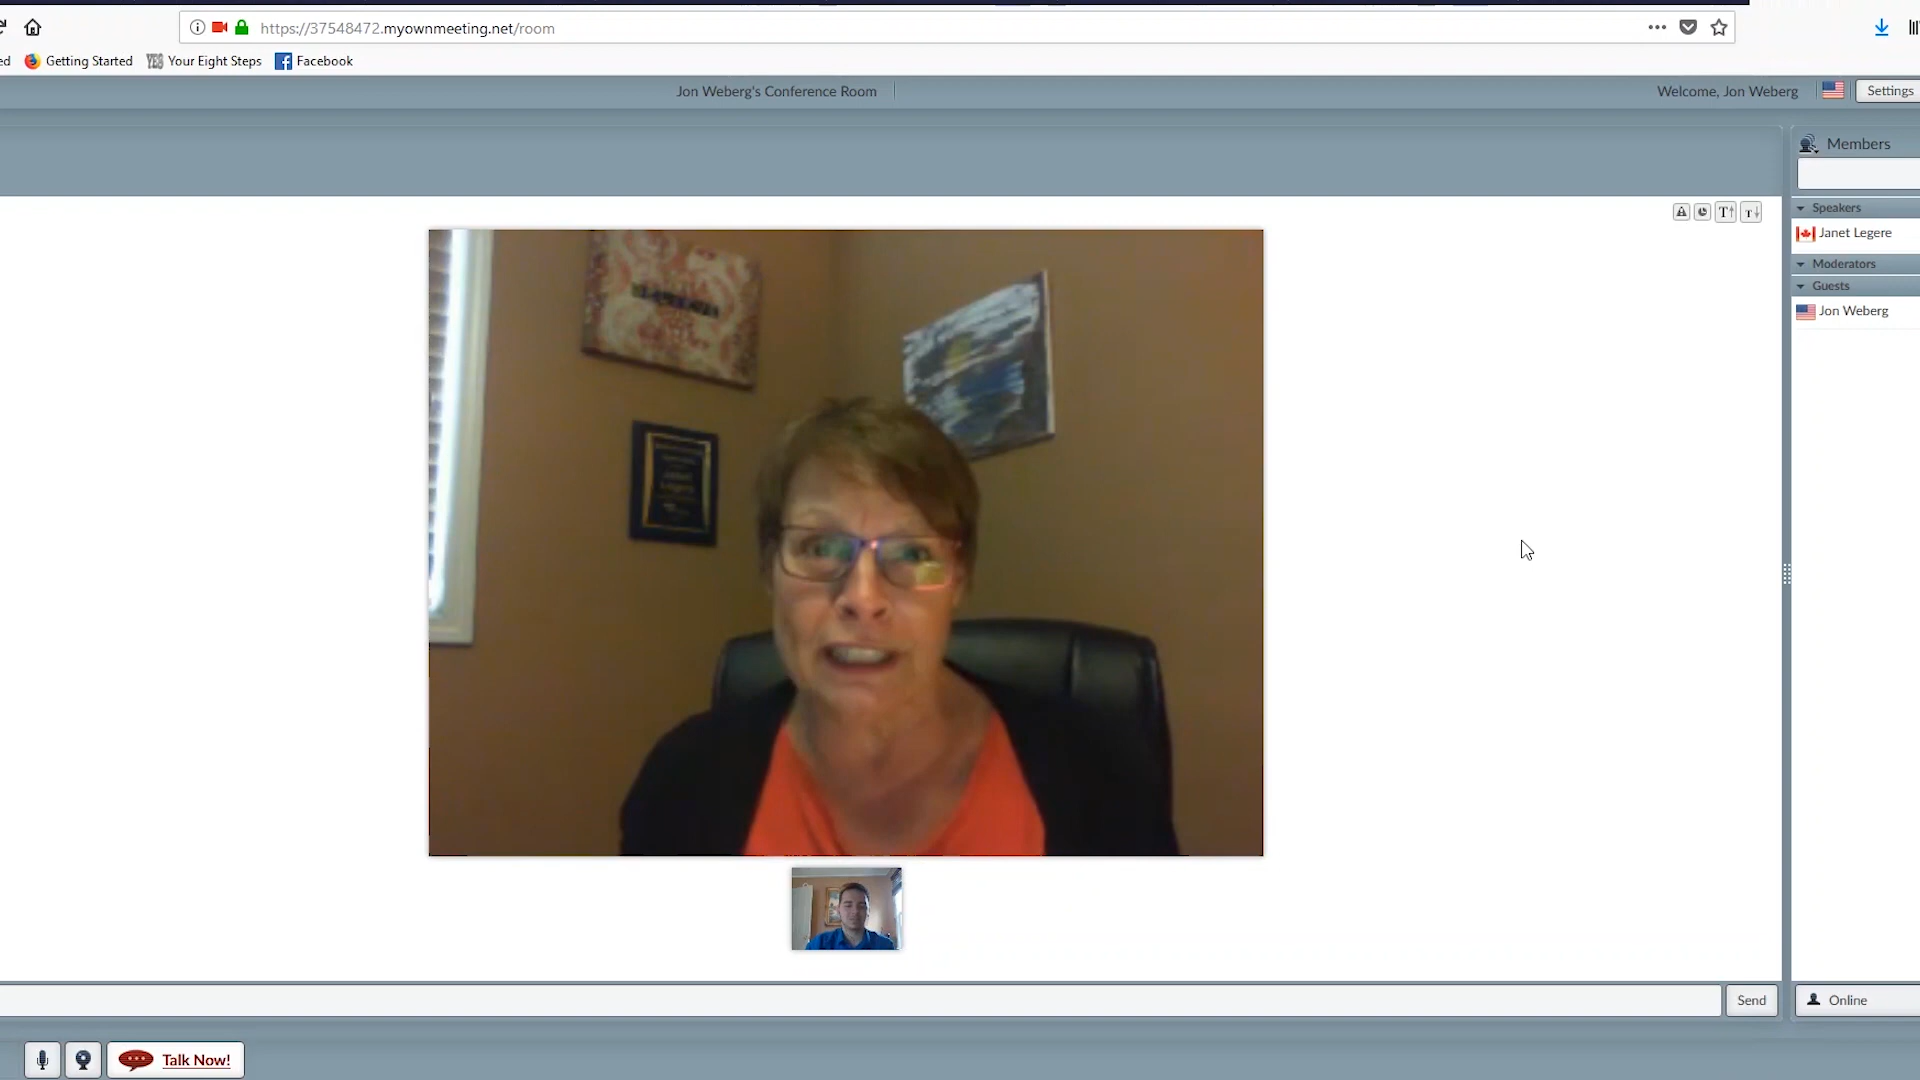 https://37548472.myownmeeting.net/room
Getting Started
Your Eight Steps
Facebook
Jon Weberg's Conference Room
Welcome, Jon Weberg
Settings
Members
Speakers
Janet Legere
Moderators
Guests
Jon Weberg
Send
Online
Talk Now!